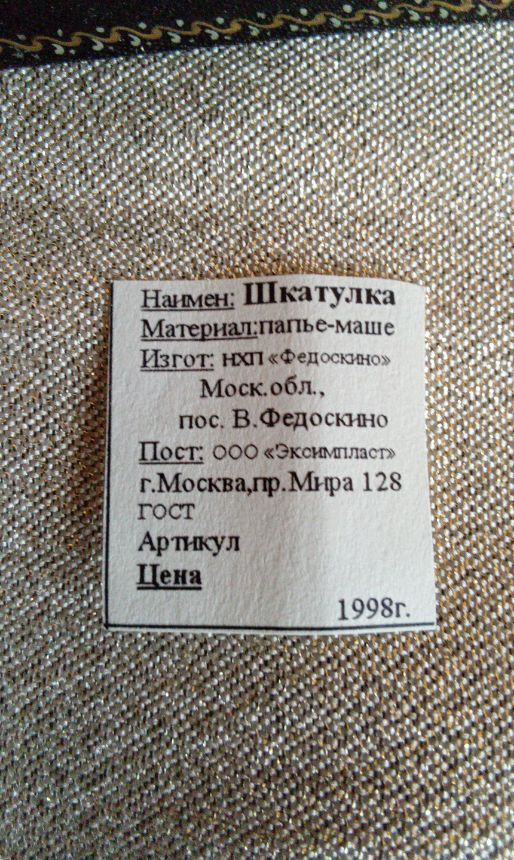 Наимен: Шкатулка
Материал:папье-маше
Изгот: нхп «Федоскино»
Моск.обл.,
пос. В.Федоскино
Пост: ООО «Эксимпласт»
г.Москва,пр.Мира 128
гост
Артикул
Цена
1998г.